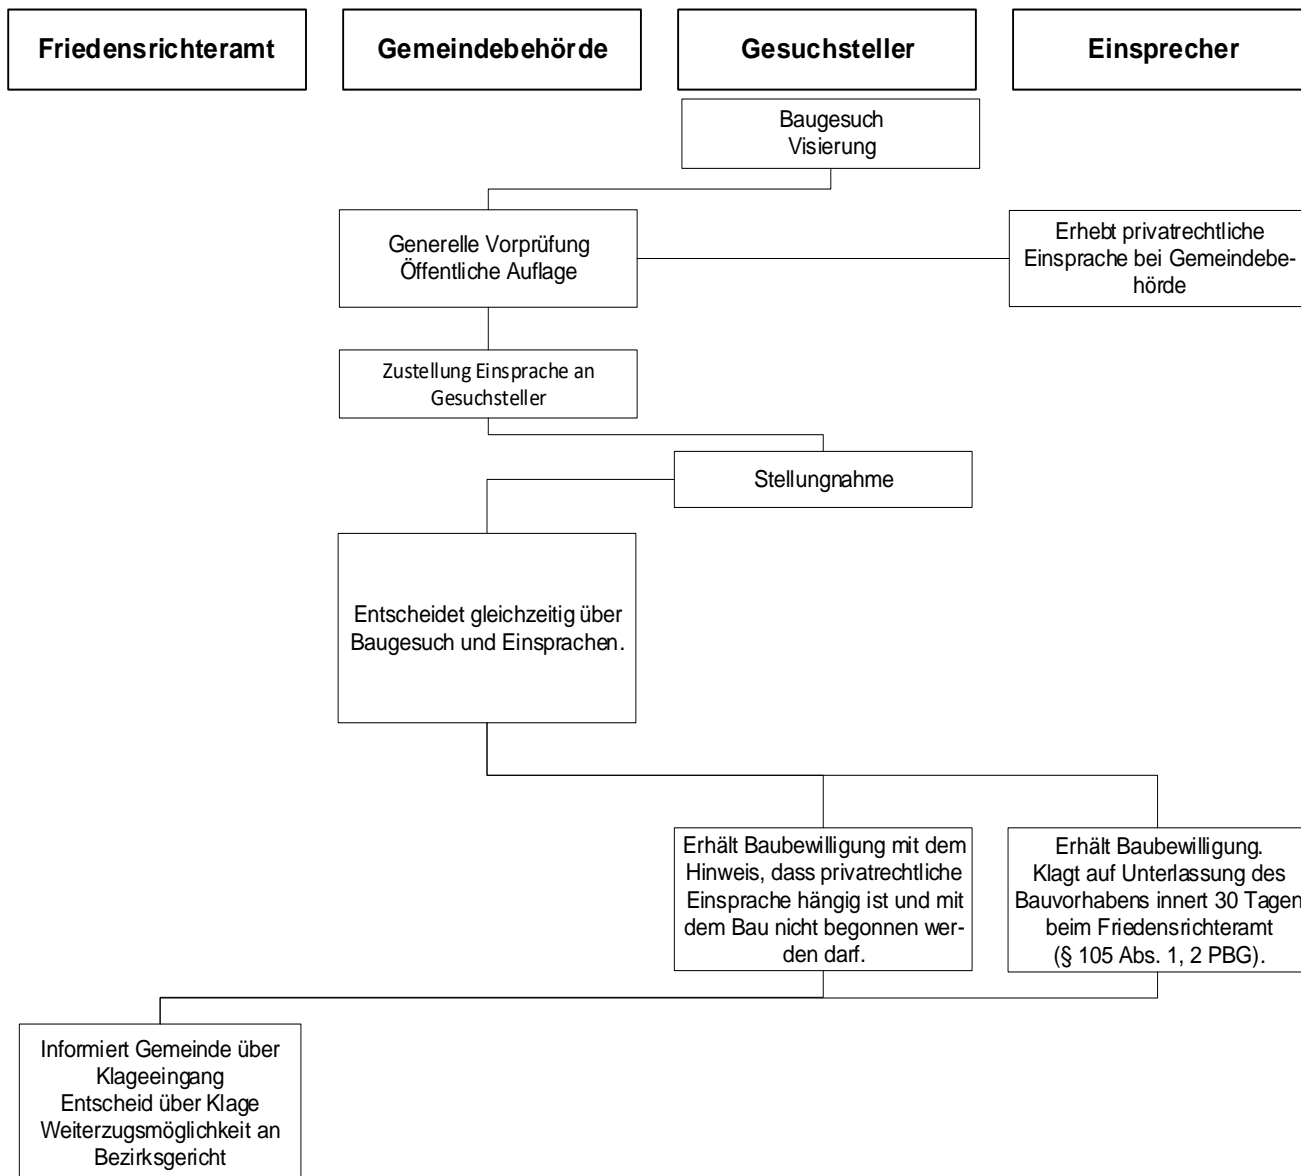 Friedensrichteramt
Gemeindebehörde
Gesuchsteller
Einsprecher
Baugesuch
Visierung
Generelle Vorprüfung
Öffentliche Auflage
Erhebt privatrechtliche
Einsprache bei Gemeindebe-
hörde
Zustellung Einsprache an
Gesuchsteller
Stellungnahme
Entscheidet gleichzeitig über
Baugesuch und Einsprachen.
Erhält Baubewilligung mit dem
Hinweis, dass privatrechtliche
Einsprache hängig ist und mit
dem Bau nicht begonnen wer-
den darf.
Erhält Baubewilligung.
Klagt auf Unterlassung des
Bauvorhabens innert 30 Tagen
beim Friedensrichteramt
(§ 105 Abs. 1, 2 PBG).
Informiert Gemeinde über
Klageeingang
Entscheid über Klage
Weiterzugsmöglichkeit an
Bezirksgericht